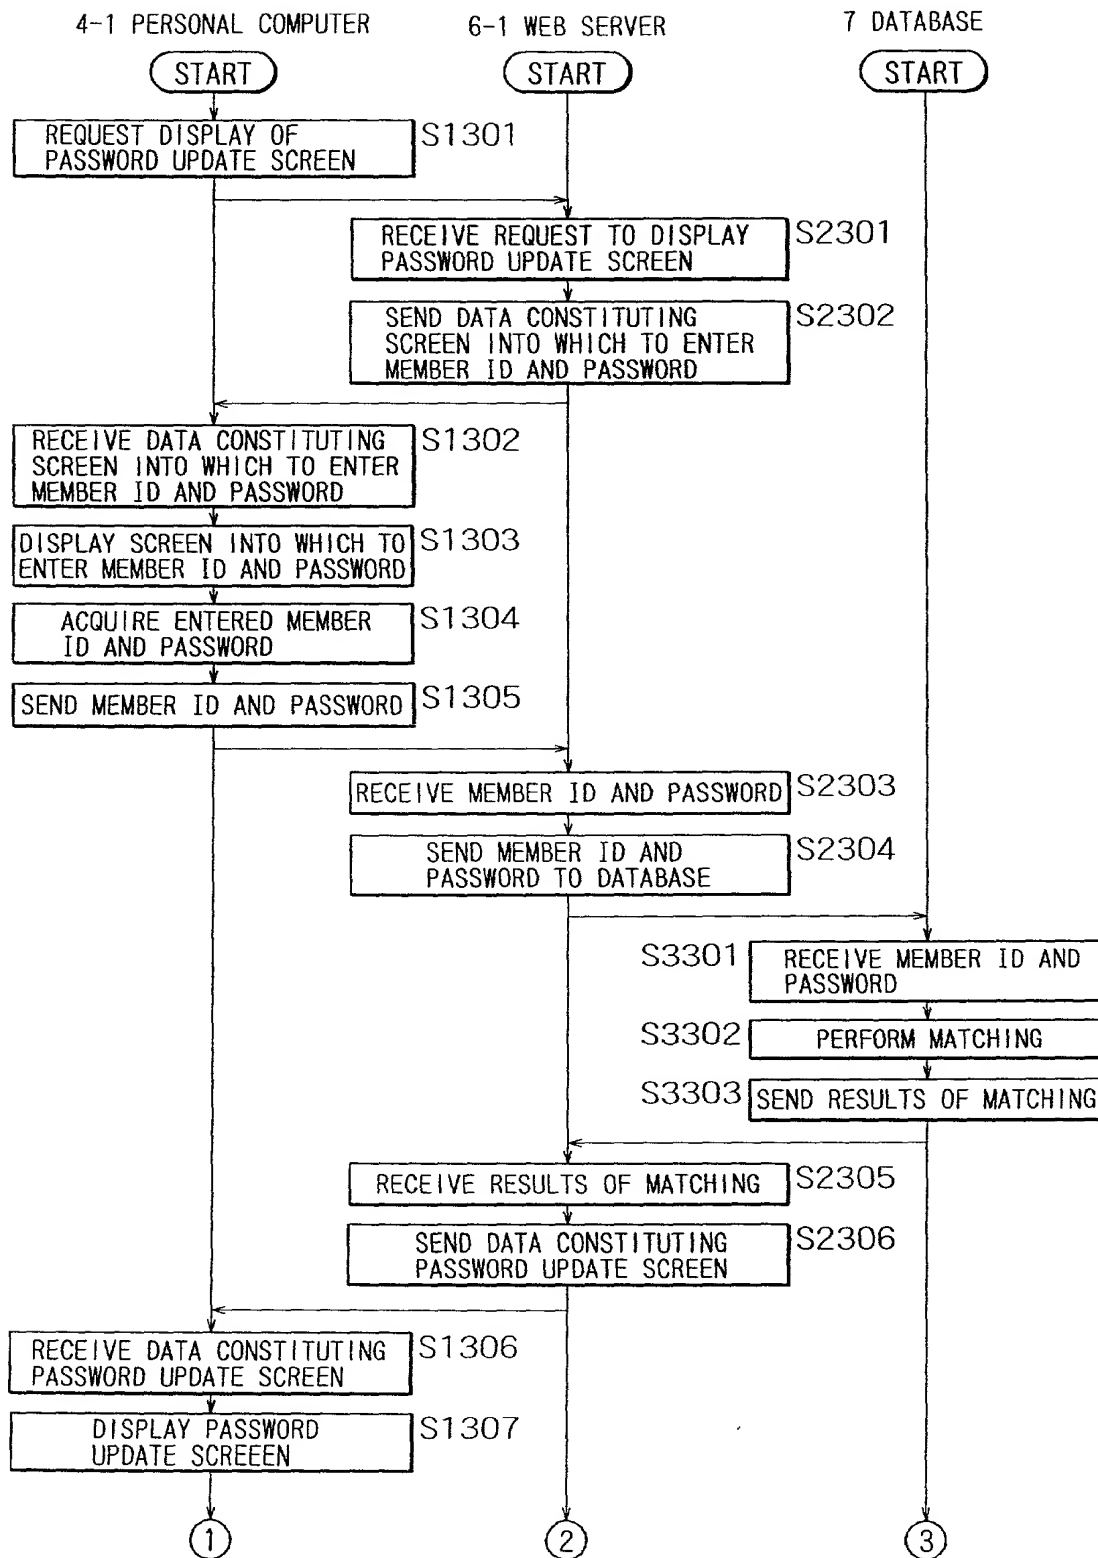 4-1 PERSONAL COMPUTER
6-1 WEB SERVER
7 DATABASE
START
START
START
REQUEST DISPLAY OF
PASSWORD UPDATE SCREEN
S1301
RECEIVE REQUEST TO DISPLAY
PASSWORD UPDATE SCREEN
S2301
SEND DATA CONSTITUTING
SCREEN INTO WHICH TO ENTER
MEMBER ID AND PASSWORD
S2302
RECEIVE DATA CONSTITUTING
SCREEN INTO WHICH TO ENTER
MEMBER ID AND PASSWORD
S1302
DISPLAY SCREEN INTO WHICH TO
ENTER MEMBER ID AND PASSWORD
S1303
ACQUIRE ENTERED MEMBER
ID AND PASSWORD
S1304
SEND MEMBER ID AND PASSWORD
S1305
RECEIVE MEMBER ID AND PASSWORD
S2303
SEND MEMBER ID AND
PASSWORD TO DATABASE
S2304
S3301
RECEIVE MEMBER ID AND
PASSWORD
S3302
PERFORM MATCHING
S3303
SEND RESULTS OF MATCHING
RECEIVE RESULTS OF MATCHING
S2305
SEND DATA CONSTITUTING
PASSWORD UPDATE SCREEN
S2306
RECEIVE DATA CONSTITUTING
PASSWORD UPDATE SCREEN
S1306
DISPLAY PASSWORD
UPDATE SCREEEN
S1307
1
2
3